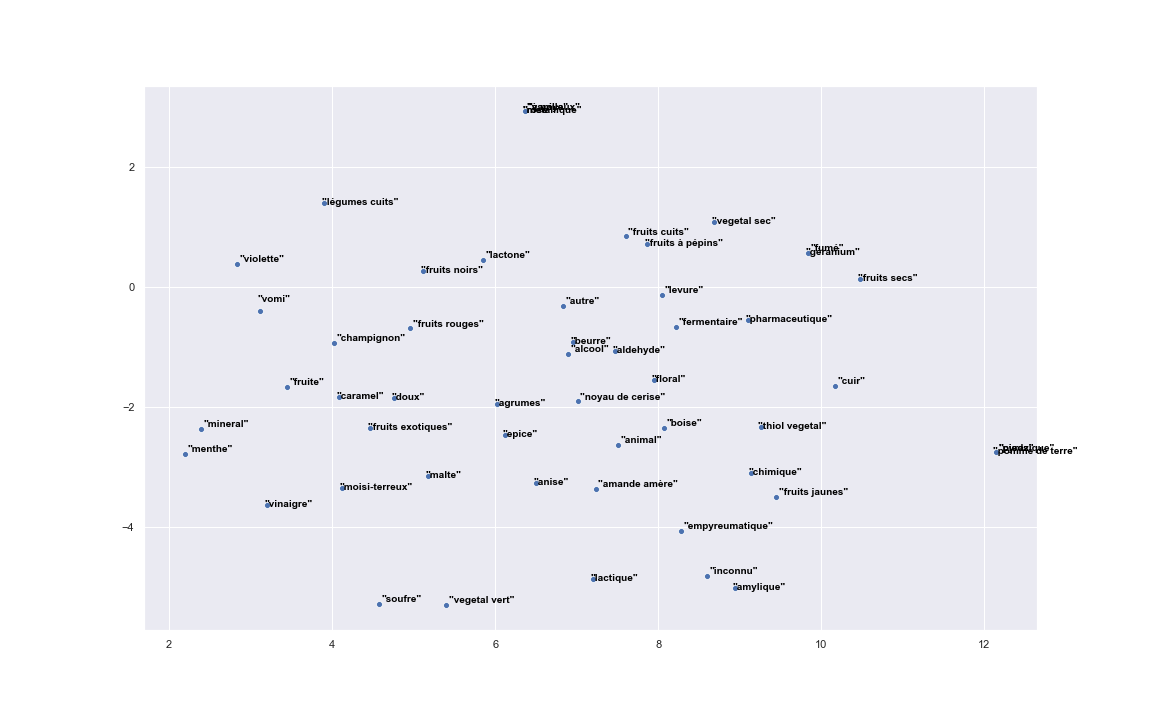 2
0
−2
−4
2
4
6
8
10
12
"légumes cuits"
"vegetal sec"
"fruits cuits"
"fruits à pépins"
"fumé"
"geranium"
"lactone"
"violette"
"fruits noirs"
"fruits secs"
"levure"
"vomi"
"autre"
"pharmaceutique"
"fermentaire"
"fruits rouges"
"champignon"
"beurre"
"alcool"
"aldehyde"
"floral"
"cuir"
"fruite"
"caramel"
"doux"
"noyau de cerise"
"agrumes"
"mineral"
"boise"
"thiol vegetal"
"fruits exotiques"
"epice"
"animal"
"menthe"
"pomme de terre"
"malte"
"chimique"
"anise"
"amande amère"
"moisi-terreux"
"fruits jaunes"
"vinaigre"
"empyreumatique"
"inconnu"
"lactique"
"amylique"
"soufre"
"vegetal vert"